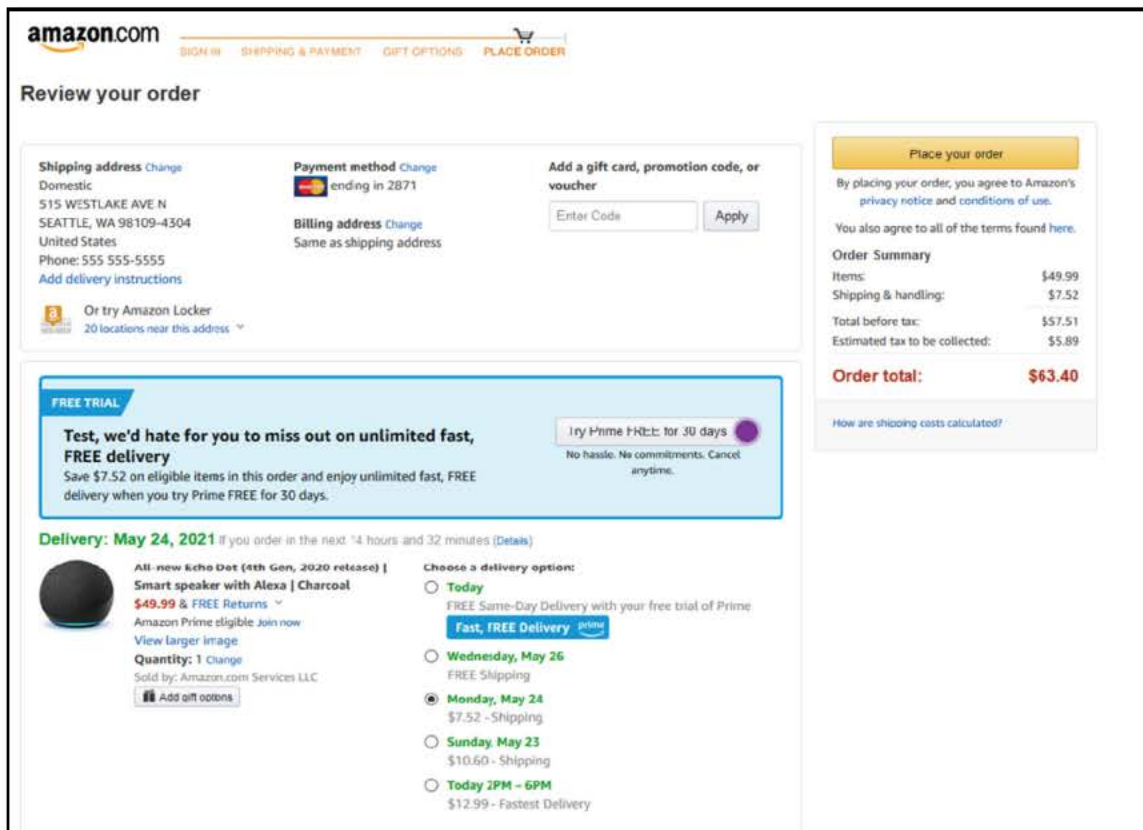 amazon.com
SIGN IN SHIPPING & PAYMENT GIFT OPTIONS PLACE ORDER
Review your order
Shipping address Change
Domestic
515 WESTLAKE AVE N
SEATTLE, WA 98109-4304
United States
Phone: 555 555-5555
Add delivery instructions
Or try Amazon Locker
20 locations near this address
Payment method Change
ending in 2871
Billing address Change
Same as shipping address
Add a gift card, promotion code, or
voucher
Enter Code Apply
Place your order
By placing your order, you agree to Amazon's
privacy notice and conditions of use.
You also agree to all of the terms found here.
Order Summary
Items: $49.99
Shipping & handling: $7.52
Total before tax: $57.51
Estimated tax to be collected: $5.89
Order total: $63.40
How are shipping costs calculated?
FREE TRIAL
Test, we'd hate for you to miss out on unlimited fast,
FREE delivery
Save $7.52 on eligible items in this order and enjoy unlimited fast, FREE
delivery when you try Prime FREE for 30 days.
Try Prime FREE for 30 days
No hassle. No commitments. Cancel
anytime.
Delivery: May 24, 2021 If you order in the next 14 hours and 32 minutes (Details)
All-new Echo Dot (4th Gen, 2020 release) |
Smart speaker with Alexa | Charcoal
$49.99 & FREE Returns
Amazon Prime eligible Join now
View larger image
Quantity: 1 Change
Sold by: Amazon.com Services LLC
Add gift options
Choose a delivery option:
Today
FREE Same-Day Delivery with your free trial of Prime
Fast, FREE Delivery prime
Wednesday, May 26
FREE Shipping
Monday, May 24
$7.52 - Shipping
Sunday, May 23
$10.60 - Shipping
Today 2PM – 6PM
$12.99 - Fastest Delivery